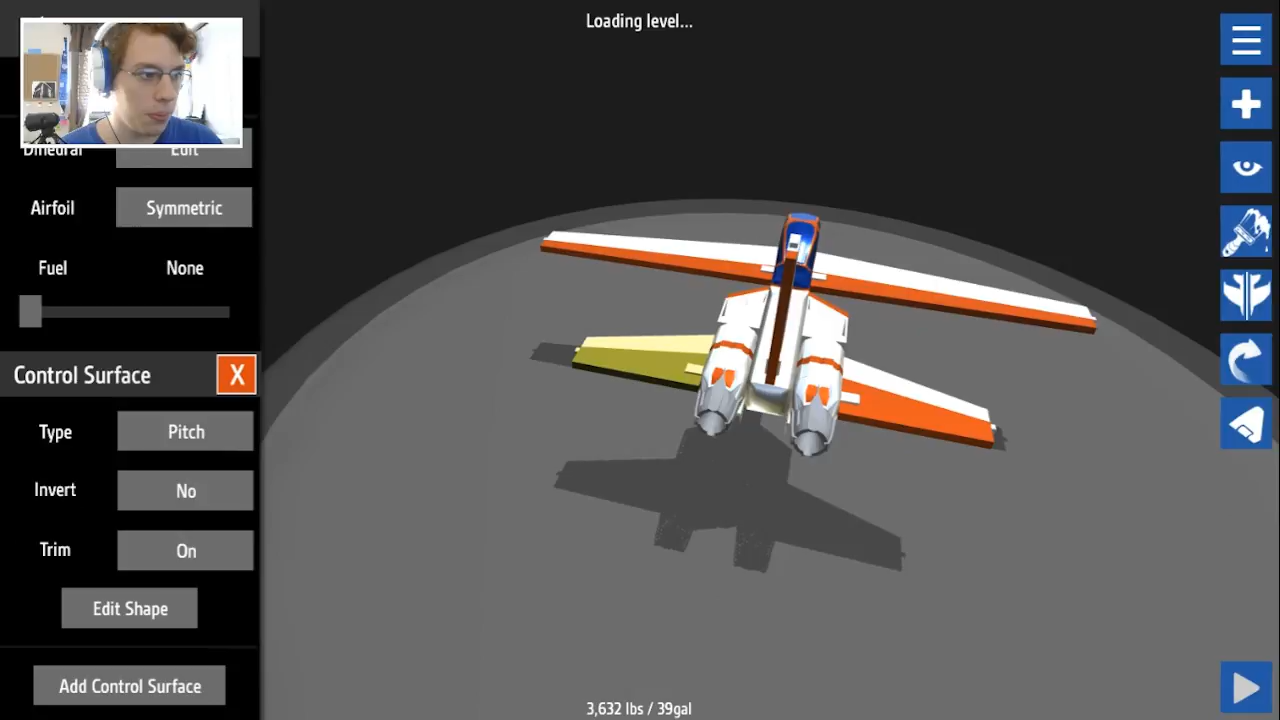 Loading level...
Dihedral
Edit
Airfoil
Symmetric
Fuel
None
Control Surface
X
Type
Pitch
Invert
No
Trim
On
Edit Shape
Add Control Surface
3,632 lbs / 39gal